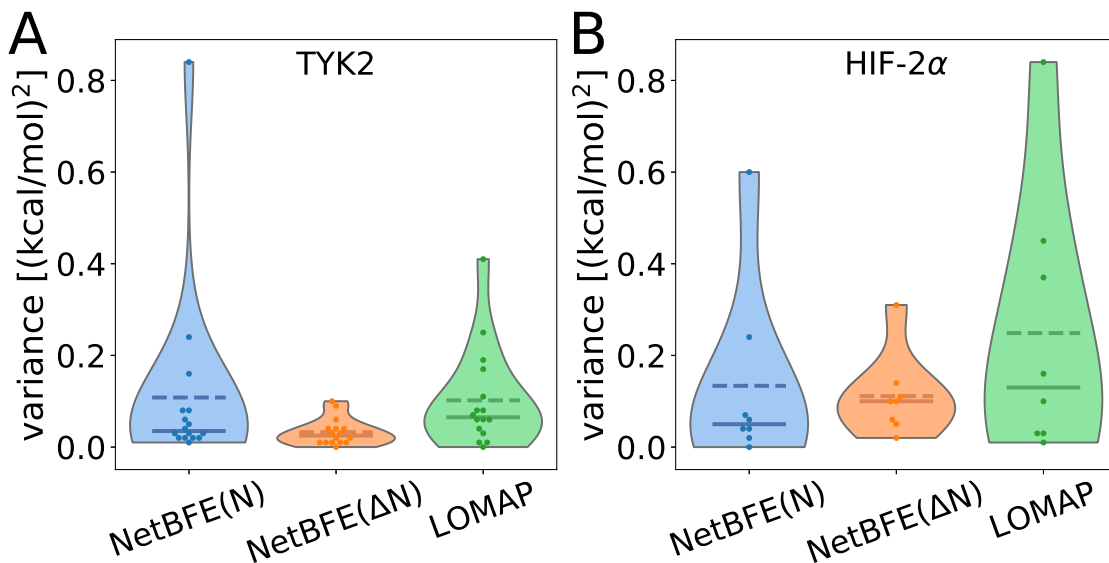 A
TYK2
variance [(kcal/mol)²]
0.8
0.6
0.4
0.2
0.0
NetBFE(N)
NetBFE(ΔN)
LOMAP
B
HIF-2α
variance [(kcal/mol)²]
0.8
0.6
0.4
0.2
0.0
NetBFE(N)
NetBFE(ΔN)
LOMAP